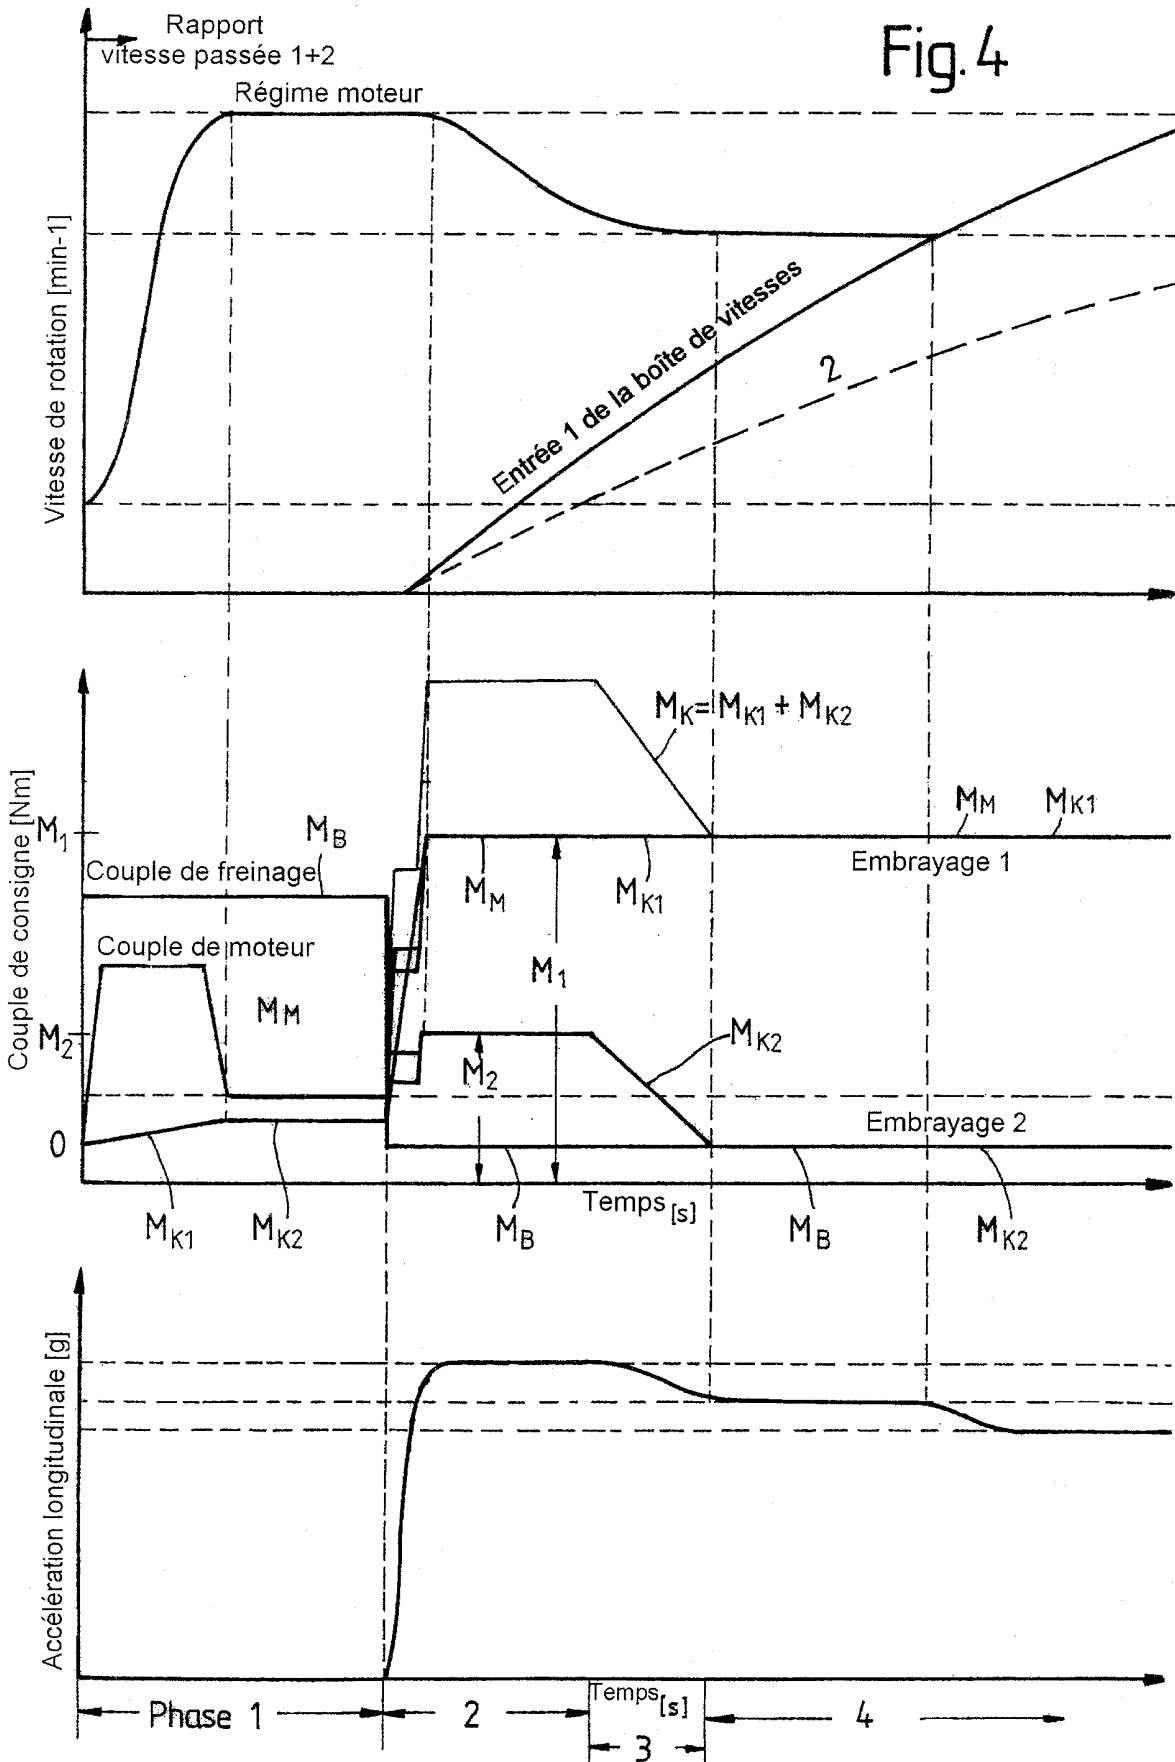 Fig. 4
Rapport
vitesse passée 1+2
Régime moteur
Vitesse de rotation [min-1]
Entrée 1 de la boîte de vitesses
2
Couple de consigne [Nm]
M1
M2
0
MB
Couple de freinage
Couple de moteur
MM
MK = MK1 + MK2
MM
MK1
MM
MK1
Embrayage 1
M1
M2
MK2
Embrayage 2
MK1
MK2
MB
Temps [s]
MB
MK2
Accélération longitudinale [g]
Phase 1
2
Temps [s]
3
4